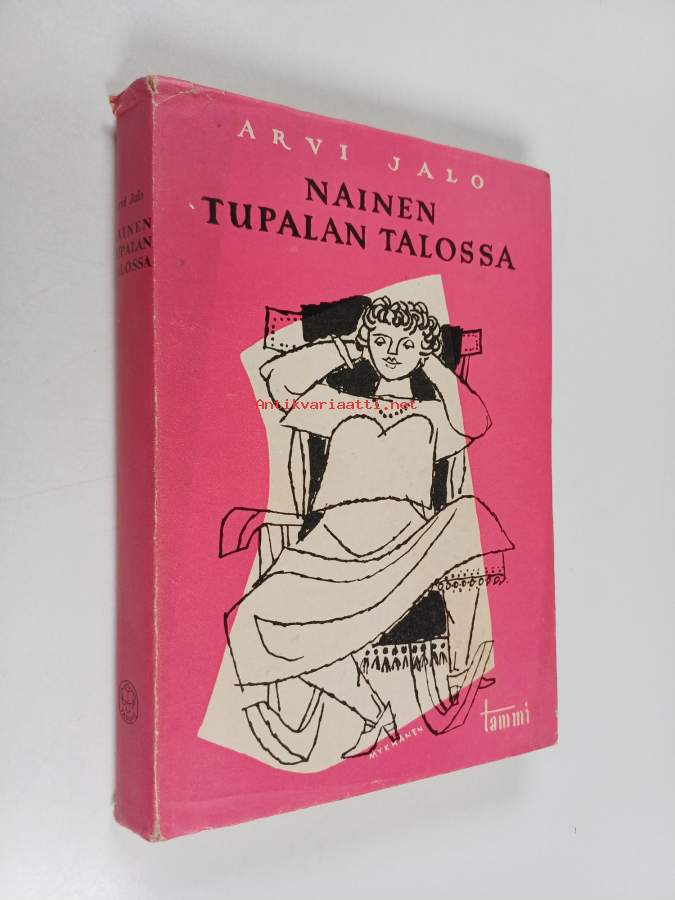 ARVI JALO
NAINEN
TUPALAN TALOSSA
Antikvariaatti.net
MYKKÄNEN
tammi
Arvi Jalo
NAINEN
TUPALAN
TALOSSA